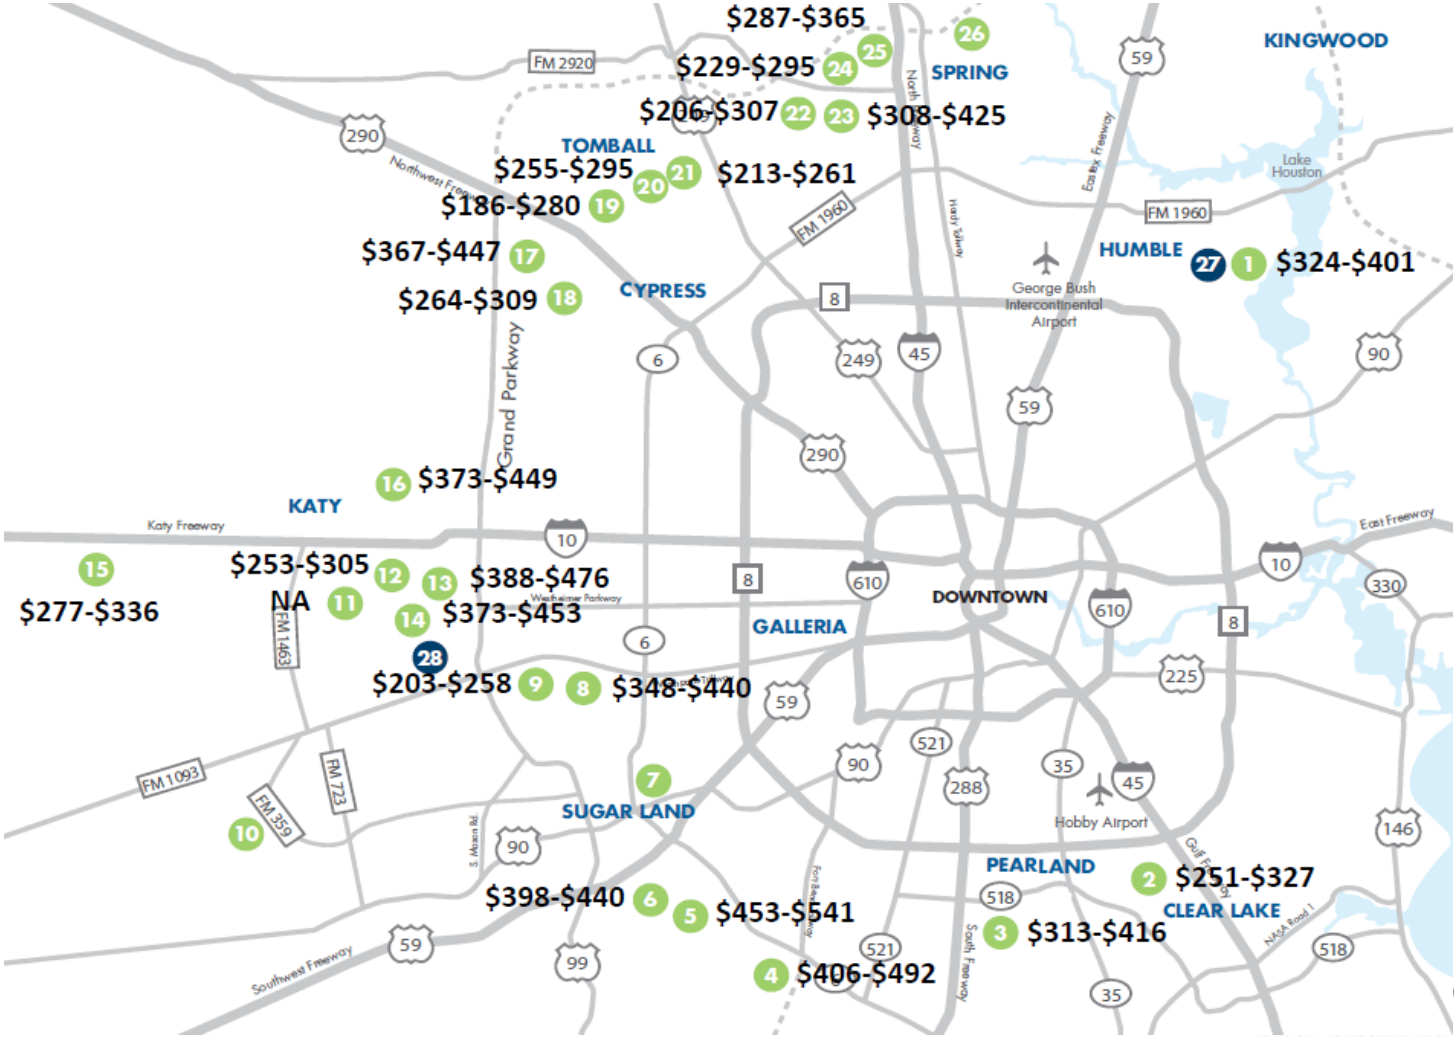 $287-$365
26
KINGWOOD
25
59
FM 2920
$229-$295
24
SPRING
$206-$307
22
23
$308-$425
290
TOMBALL
North
way
Eastex Freeway
Lake
Houston
Northwest Freeway
$255-$295
20
21
$213-$261
$186-$280
19
FM 1960
FM 1960
Hardy Tollway
$367-$447
17
HUMBLE
27
1
$324-$401
$264-$309
18
CYPRESS
8
George Bush
Intercontinental
Airport
6
249
45
90
Grand Parkway
59
290
16
$373-$449
KATY
Katy Freeway
10
East Freeway
15
$253-$305
12
13
$388-$476
8
610
10
330
$277-$336
NA
11
Westheimer Parkway
14
$373-$453
DOWNTOWN
610
8
FM 1463
GALLERIA
6
28
$203-$258
9
8
$348-$440
59
225
521
90
35
7
FM 1093
FM 723
288
45
SUGAR LAND
Hobby Airport
10
FM 359
S. Mason Rd.
90
146
PEARLAND
Gulf Freeway
2
$251-$327
$398-$440
6
5
$453-$541
518
CLEAR LAKE
NASA Road 1
3
$313-$416
59
521
518
99
Southwest Freeway
4
$406-$492
South Freeway
35